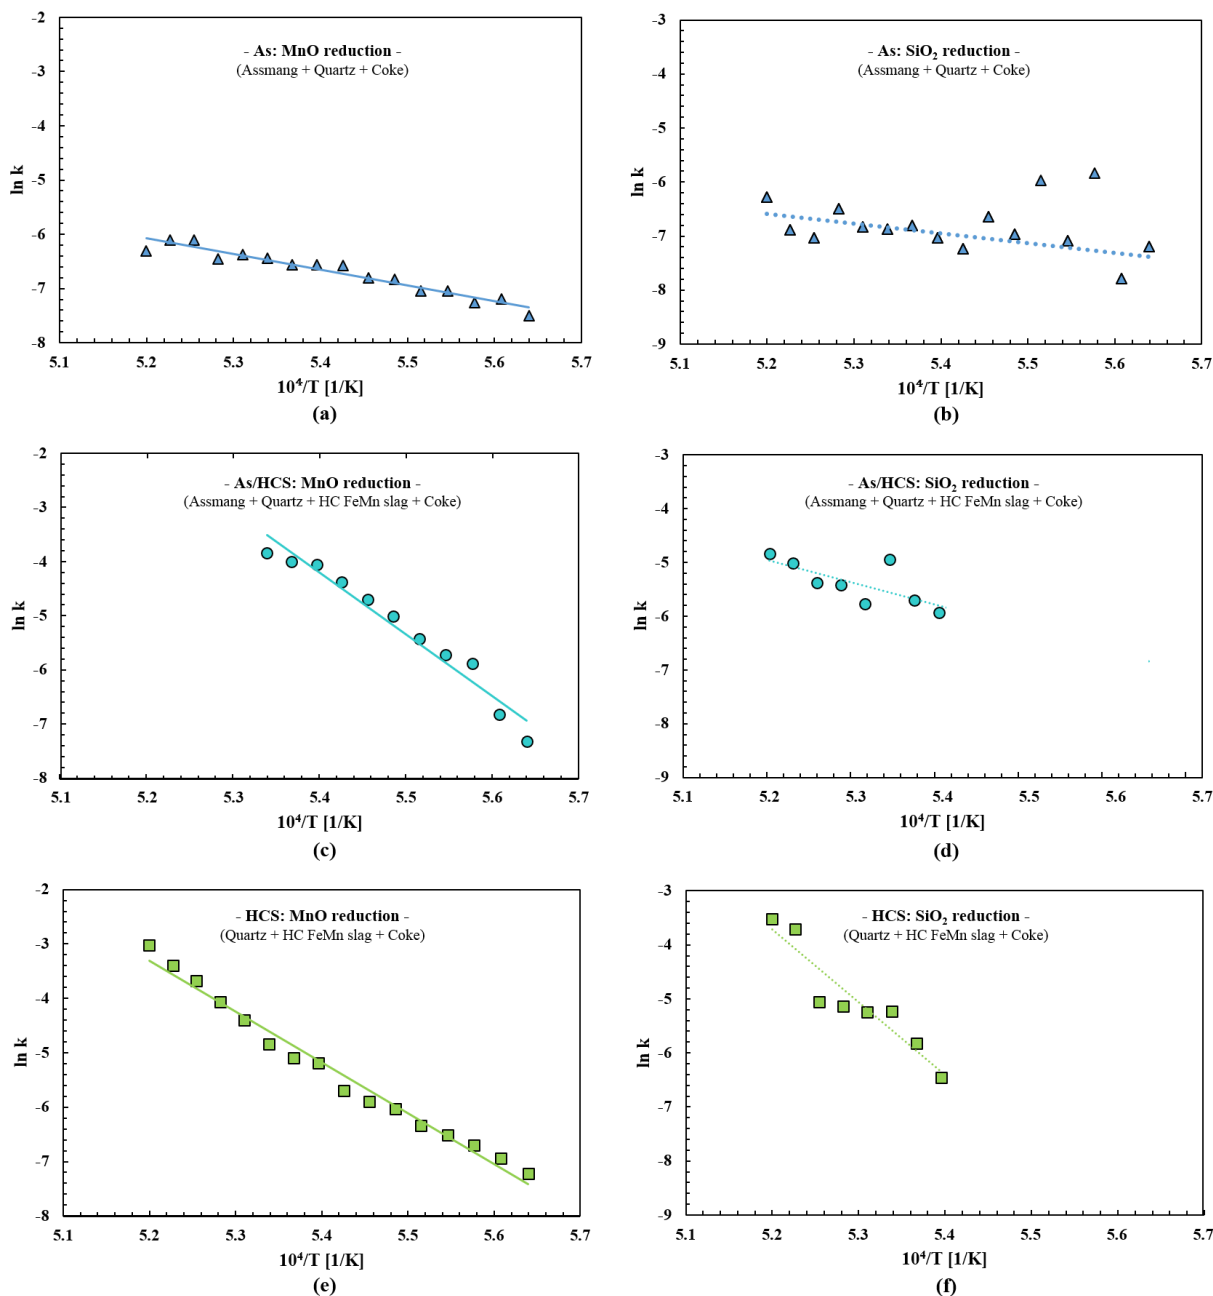 - As: MnO reduction -
(Assmang + Quartz + Coke)
ln k
-2
-3
-4
-5
-6
-7
-8
5.1 5.2 5.3 5.4 5.5 5.6 5.7
10⁴/T [1/K]
(a)
- As: SiO₂ reduction -
(Assmang + Quartz + Coke)
ln k
-3
-4
-5
-6
-7
-8
-9
5.1 5.2 5.3 5.4 5.5 5.6 5.7
10⁴/T [1/K]
(b)
- As/HCS: MnO reduction -
(Assmang + Quartz + HC FeMn slag + Coke)
ln k
-2
-3
-4
-5
-6
-7
-8
5.1 5.2 5.3 5.4 5.5 5.6 5.7
10⁴/T [1/K]
(c)
- As/HCS: SiO₂ reduction -
(Assmang + Quartz + HC FeMn slag + Coke)
ln k
-3
-4
-5
-6
-7
-8
-9
5.1 5.2 5.3 5.4 5.5 5.6 5.7
10⁴/T [1/K]
(d)
- HCS: MnO reduction -
(Quartz + HC FeMn slag + Coke)
ln k
-2
-3
-4
-5
-6
-7
-8
5.1 5.2 5.3 5.4 5.5 5.6 5.7
10⁴/T [1/K]
(e)
- HCS: SiO₂ reduction -
(Quartz + HC FeMn slag + Coke)
ln k
-3
-4
-5
-6
-7
-8
-9
5.1 5.2 5.3 5.4 5.5 5.6 5.7
10⁴/T [1/K]
(f)